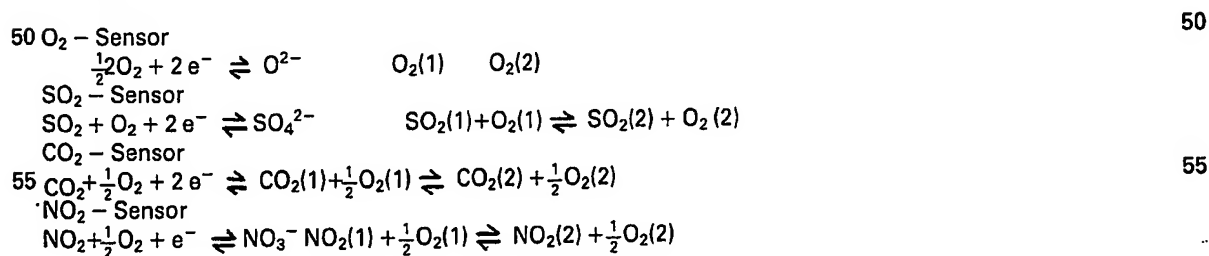 50 O₂ – Sensor 50
½2O₂ + 2 e⁻ ⇌ O²⁻ O₂(1) O₂(2)
SO₂ – Sensor
SO₂ + O₂ + 2 e⁻ ⇌ SO₄²⁻ SO₂(1)+O₂(1) ⇌ SO₂(2) + O₂ (2)
CO₂ – Sensor
55 CO₂+½O₂ + 2 e⁻ ⇌ CO₂(1)+½O₂(1) ⇌ CO₂(2) +½O₂(2) 55
NO₂ – Sensor
NO₂+½O₂ + e⁻ ⇌ NO₃⁻ NO₂(1) +½O₂(1) ⇌ NO₂(2) +½O₂(2)